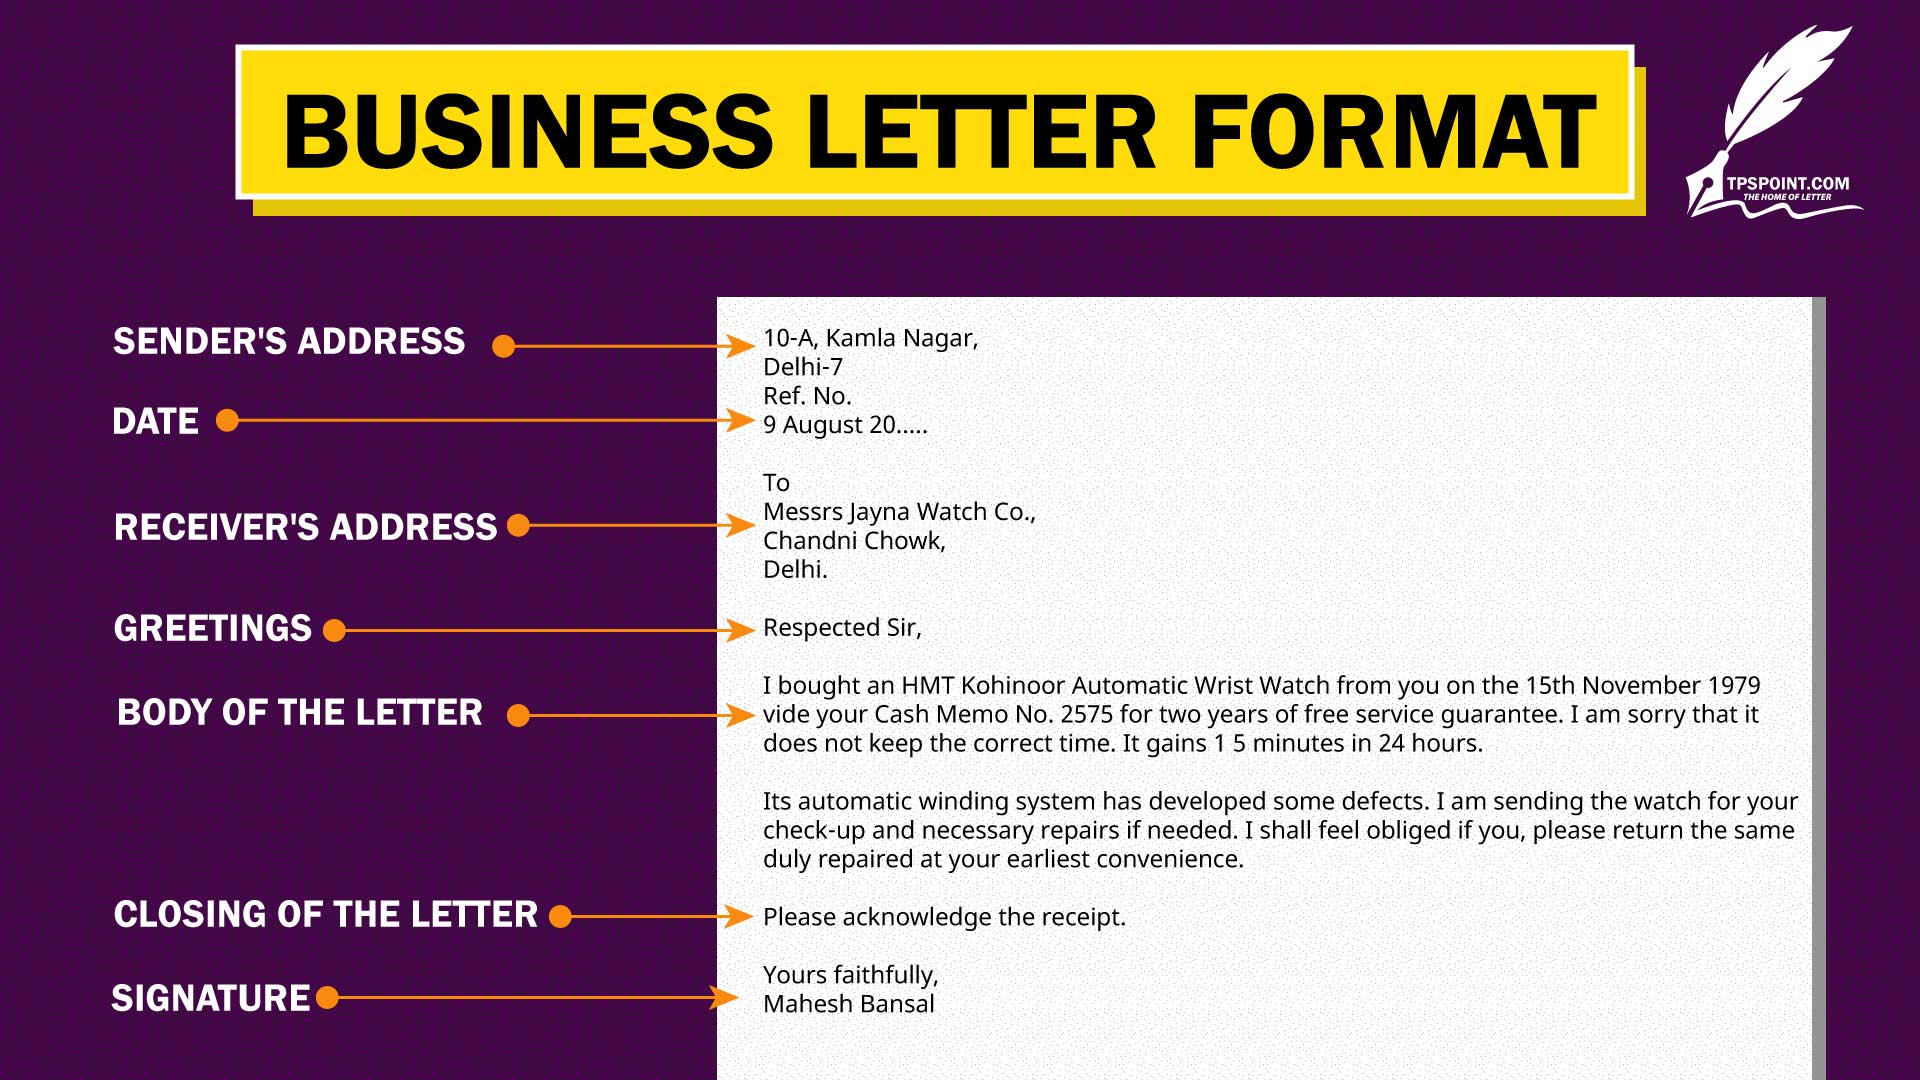 BUSINESS LETTER FORMAT
TPSPOINT.COM
THE HOME OF LETTER
SENDER'S ADDRESS
10-A, Kamla Nagar,
Delhi-7
Ref. No.
DATE
9 August 20.....
To
RECEIVER'S ADDRESS
Messrs Jayna Watch Co.,
Chandni Chowk,
Delhi.
GREETINGS
Respected Sir,
BODY OF THE LETTER
I bought an HMT Kohinoor Automatic Wrist Watch from you on the 15th November 1979
vide your Cash Memo No. 2575 for two years of free service guarantee. I am sorry that it
does not keep the correct time. It gains 1 5 minutes in 24 hours.
Its automatic winding system has developed some defects. I am sending the watch for your
check-up and necessary repairs if needed. I shall feel obliged if you, please return the same
duly repaired at your earliest convenience.
CLOSING OF THE LETTER
Please acknowledge the receipt.
SIGNATURE
Yours faithfully,
Mahesh Bansal